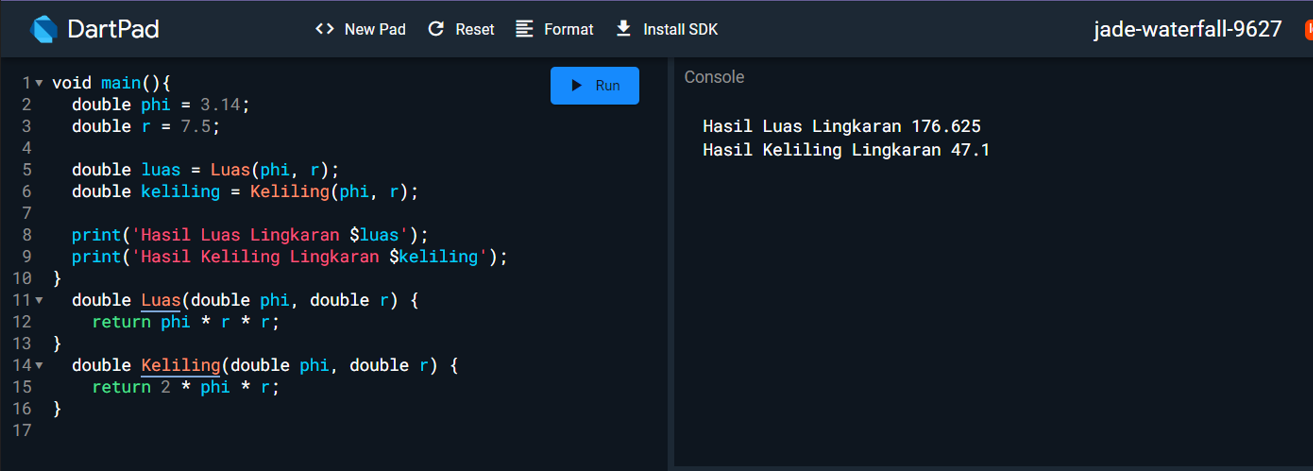 DartPad
New Pad
Reset
Format
Install SDK
jade-waterfall-9627
Run
1 void main(){
2 double phi = 3.14;
3 double r = 7.5;
4
5 double luas = Luas(phi, r);
6 double keliling = Keliling(phi, r);
7
8 print('Hasil Luas Lingkaran $luas');
9 print('Hasil Keliling Lingkaran $keliling');
10 }
11 double Luas(double phi, double r) {
12 return phi * r * r;
13 }
14 double Keliling(double phi, double r) {
15 return 2 * phi * r;
16 }
17
Console
Hasil Luas Lingkaran 176.625
Hasil Keliling Lingkaran 47.1